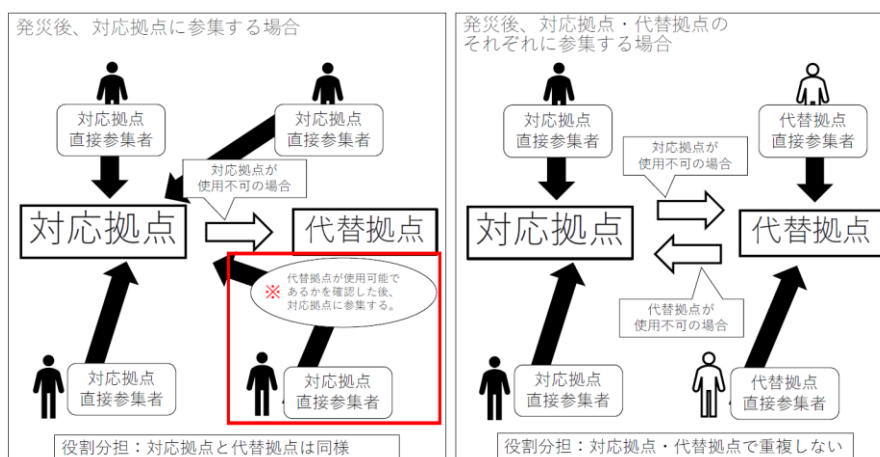 発災後、対応拠点に参集する場合
対応拠点
直接参集者
対応拠点
直接参集者
対応拠点が
使用不可の場合
対応拠点
代替拠点
※
代替拠点が使用可能で
あるかを確認した後、
対応拠点に参集する。
対応拠点
直接参集者
対応拠点
直接参集者
役割分担：対応拠点と代替拠点は同様
発災後、対応拠点・代替拠点の
それぞれに参集する場合
対応拠点
直接参集者
代替拠点
直接参集者
対応拠点が
使用不可の場合
対応拠点
代替拠点
代替拠点が
使用不可の場合
対応拠点
直接参集者
代替拠点
直接参集者
役割分担：対応拠点・代替拠点で重複しない